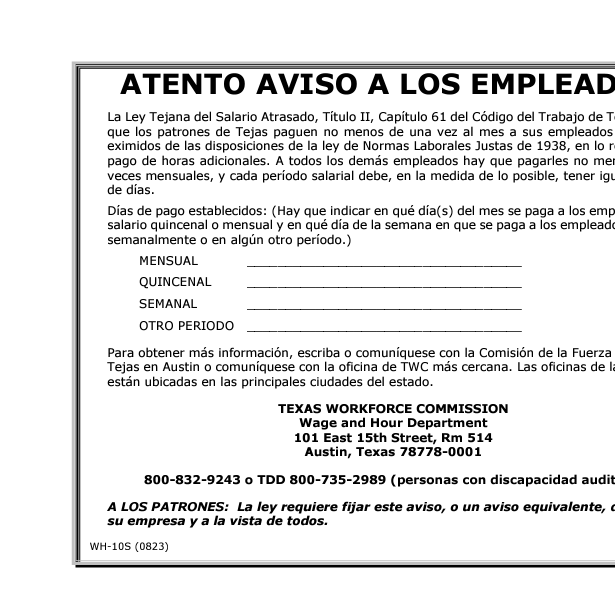 ATENTO AVISO A LOS EMPLEAD
La Ley Tejana del Salario Atrasado, Título II, Capítulo 61 del Código del Trabajo de T
que los patrones de Tejas paguen no menos de una vez al mes a sus empleados
eximidos de las disposiciones de la ley de Normas Laborales Justas de 1938, en lo r
pago de horas adicionales. A todos los demás empleados hay que pagarles no me
veces mensuales, y cada período salarial debe, en la medida de lo posible, tener igu
de días.
Días de pago establecidos: (Hay que indicar en qué día(s) del mes se paga a los emp
salario quincenal o mensual y en qué día de la semana en que se paga a los emplead
semanalmente o en algún otro período.)
MENSUAL
QUINCENAL
SEMANAL
OTRO PERIODO
Para obtener más información, escriba o comuníquese con la Comisión de la Fuerza
Tejas en Austin o comuníquese con la oficina de TWC más cercana. Las oficinas de la
están ubicadas en las principales ciudades del estado.
TEXAS WORKFORCE COMMISSION
Wage and Hour Department
101 East 15th Street, Rm 514
Austin, Texas 78778-0001
800-832-9243 o TDD 800-735-2989 (personas con discapacidad audit
A LOS PATRONES: La ley requiere fijar este aviso, o un aviso equivalente,
su empresa y a la vista de todos.
WH-10S (0823)